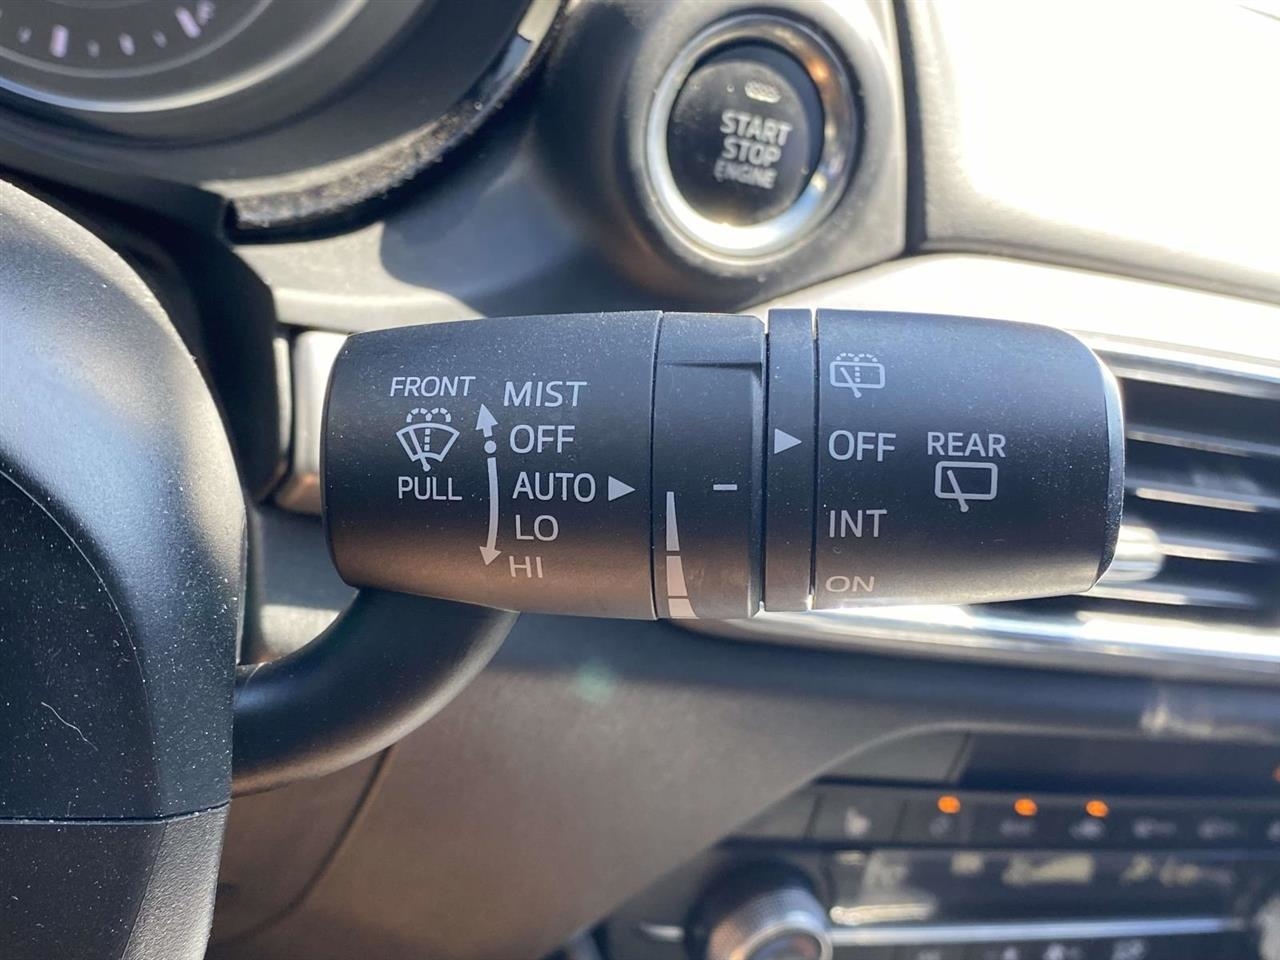 START
STOP
ENGINE
FRONT
PULL
MIST
OFF
AUTO
LO
HI
OFF
INT
ON
REAR